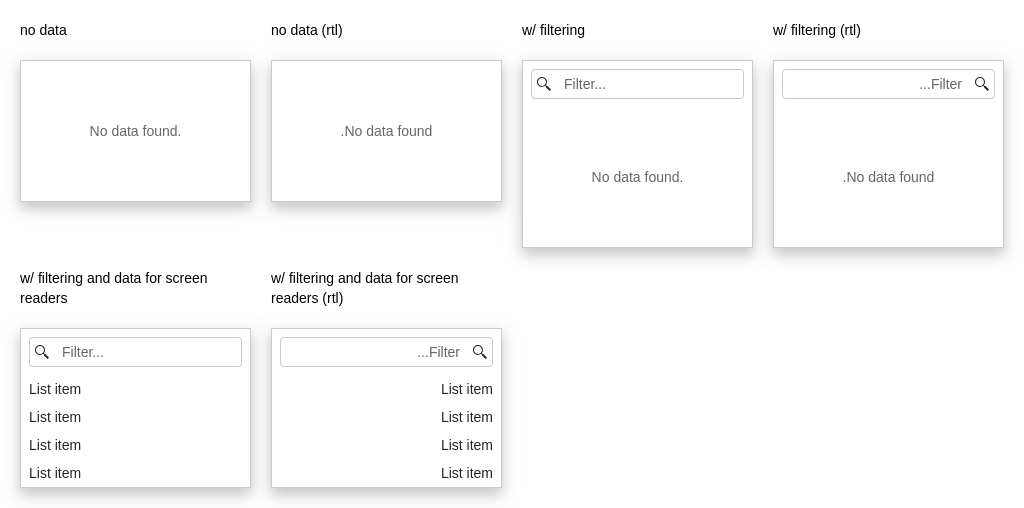 no data
no data (rtl)
w/ filtering
w/ filtering (rtl)
No data found.
.No data found
Filter...
No data found.
...Filter
.No data found
w/ filtering and data for screen
readers
w/ filtering and data for screen
readers (rtl)
Filter...
List item
List item
List item
List item
...Filter
List item
List item
List item
List item